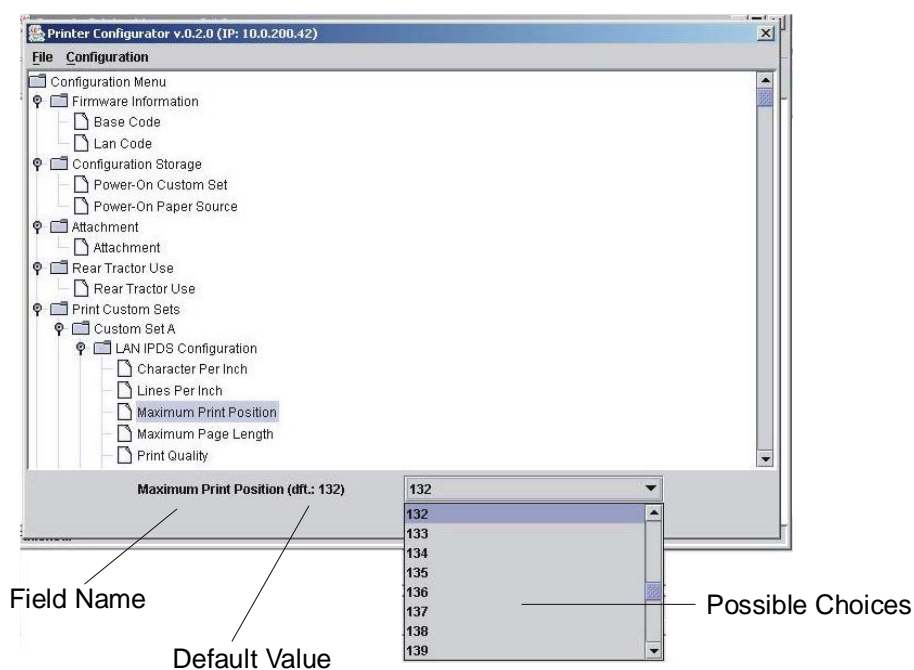 Printer Configurator v.0.2.0 (IP: 10.0.200.42)
File Configuration
Configuration Menu
Firmware Information
Base Code
Lan Code
Configuration Storage
Power-On Custom Set
Power-On Paper Source
Attachment
Attachment
Rear Tractor Use
Rear Tractor Use
Print Custom Sets
Custom Set A
LAN IPDS Configuration
Character Per Inch
Lines Per Inch
Maximum Print Position
Maximum Page Length
Print Quality
Maximum Print Position (dft.: 132) 132
132
133
134
135
136
137
138
139
Field Name
Possible Choices
Default Value